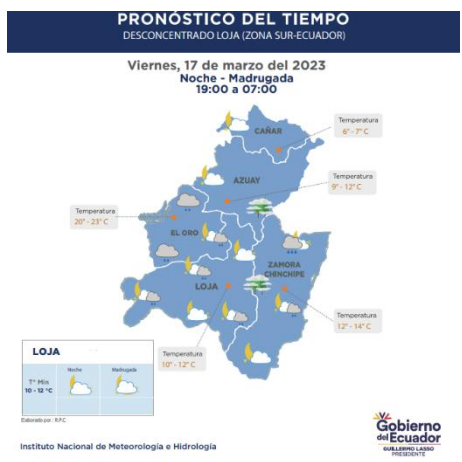 PRONÓSTICO DEL TIEMPO
DESCONCENTRADO LOJA (ZONA SUR-ECUADOR)
Viernes, 17 de marzo del 2023
Noche - Madrugada
19:00 a 07:00
Temperatura
6° - 7° C
CAÑAR
Temperatura
9° - 12° C
AZUAY
Temperatura
20° - 23° C
EL ORO
ZAMORA
CHINCHIPE
LOJA
Temperatura
12° - 14° C
Temperatura
10° - 12° C
LOJA
Noche
Madrugada
T° Min
10 - 12 °C
Elaborado por : R.P.C
Instituto Nacional de Meteorología e Hidrología
Gobierno
del Ecuador
GUILLERMO LASSO
PRESIDENTE